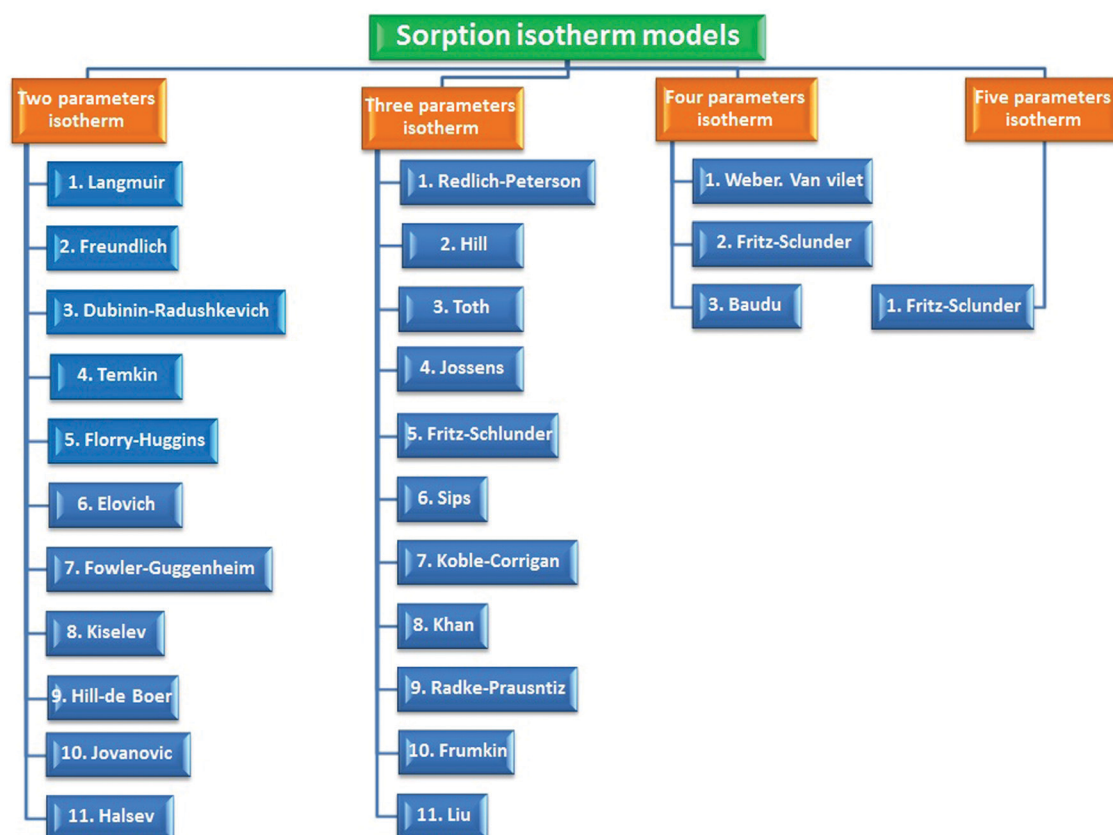 Sorption isotherm models
Two parameters
isotherm
1. Langmuir
2. Freundlich
3. Dubinin-Radushkevich
4. Temkin
5. Florry-Huggins
6. Elovich
7. Fowler-Guggenheim
8. Kiselev
9. Hill-de Boer
10. Jovanovic
11. Halsev
Three parameters
isotherm
1. Redlich-Peterson
2. Hill
3. Toth
4. Jossens
5. Fritz-Schlunder
6. Sips
7. Koble-Corrigan
8. Khan
9. Radke-Prausntiz
10. Frumkin
11. Liu
Four parameters
isotherm
1. Weber. Van vilet
2. Fritz-Sclunder
3. Baudu
Five parameters
isotherm
1. Fritz-Sclunder